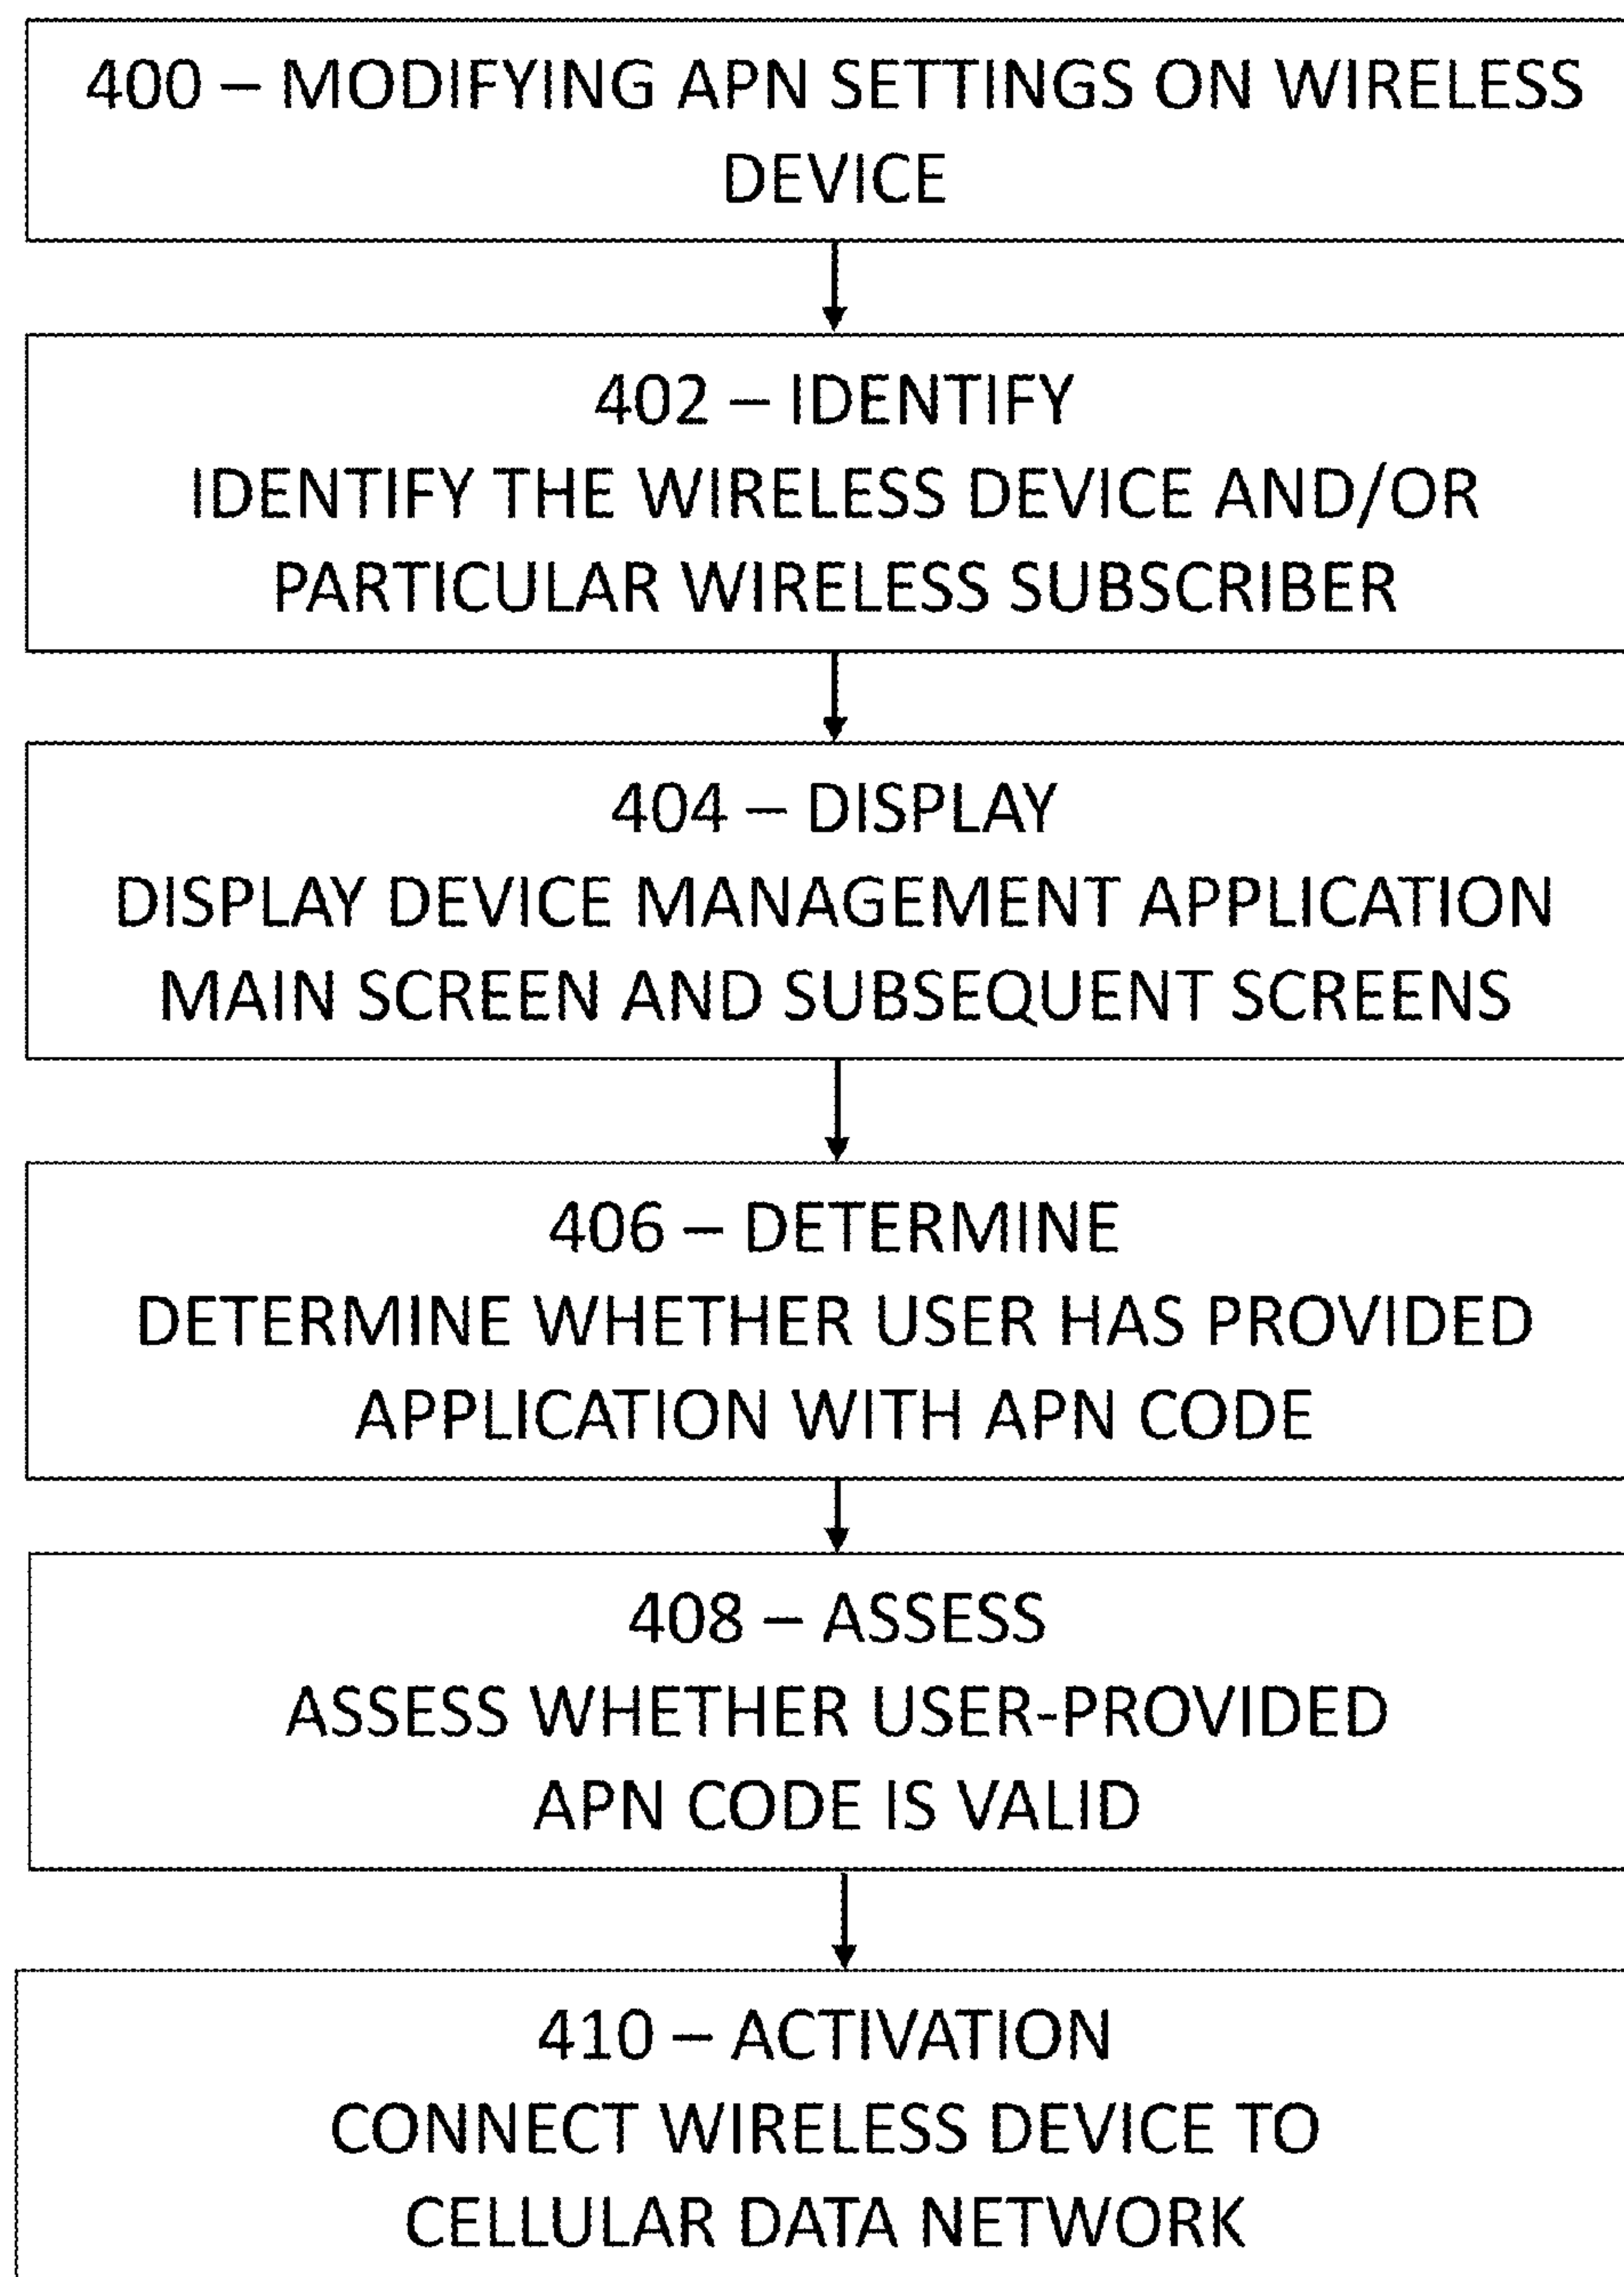 400 – MODIFYING APN SETTINGS ON WIRELESS
DEVICE
402 – IDENTIFY
IDENTIFY THE WIRELESS DEVICE AND/OR
PARTICULAR WIRELESS SUBSCRIBER
404 – DISPLAY
DISPLAY DEVICE MANAGEMENT APPLICATION
MAIN SCREEN AND SUBSEQUENT SCREENS
406 – DETERMINE
DETERMINE WHETHER USER HAS PROVIDED
APPLICATION WITH APN CODE
408 – ASSESS
ASSESS WHETHER USER-PROVIDED
APN CODE IS VALID
410 – ACTIVATION
CONNECT WIRELESS DEVICE TO
CELLULAR DATA NETWORK